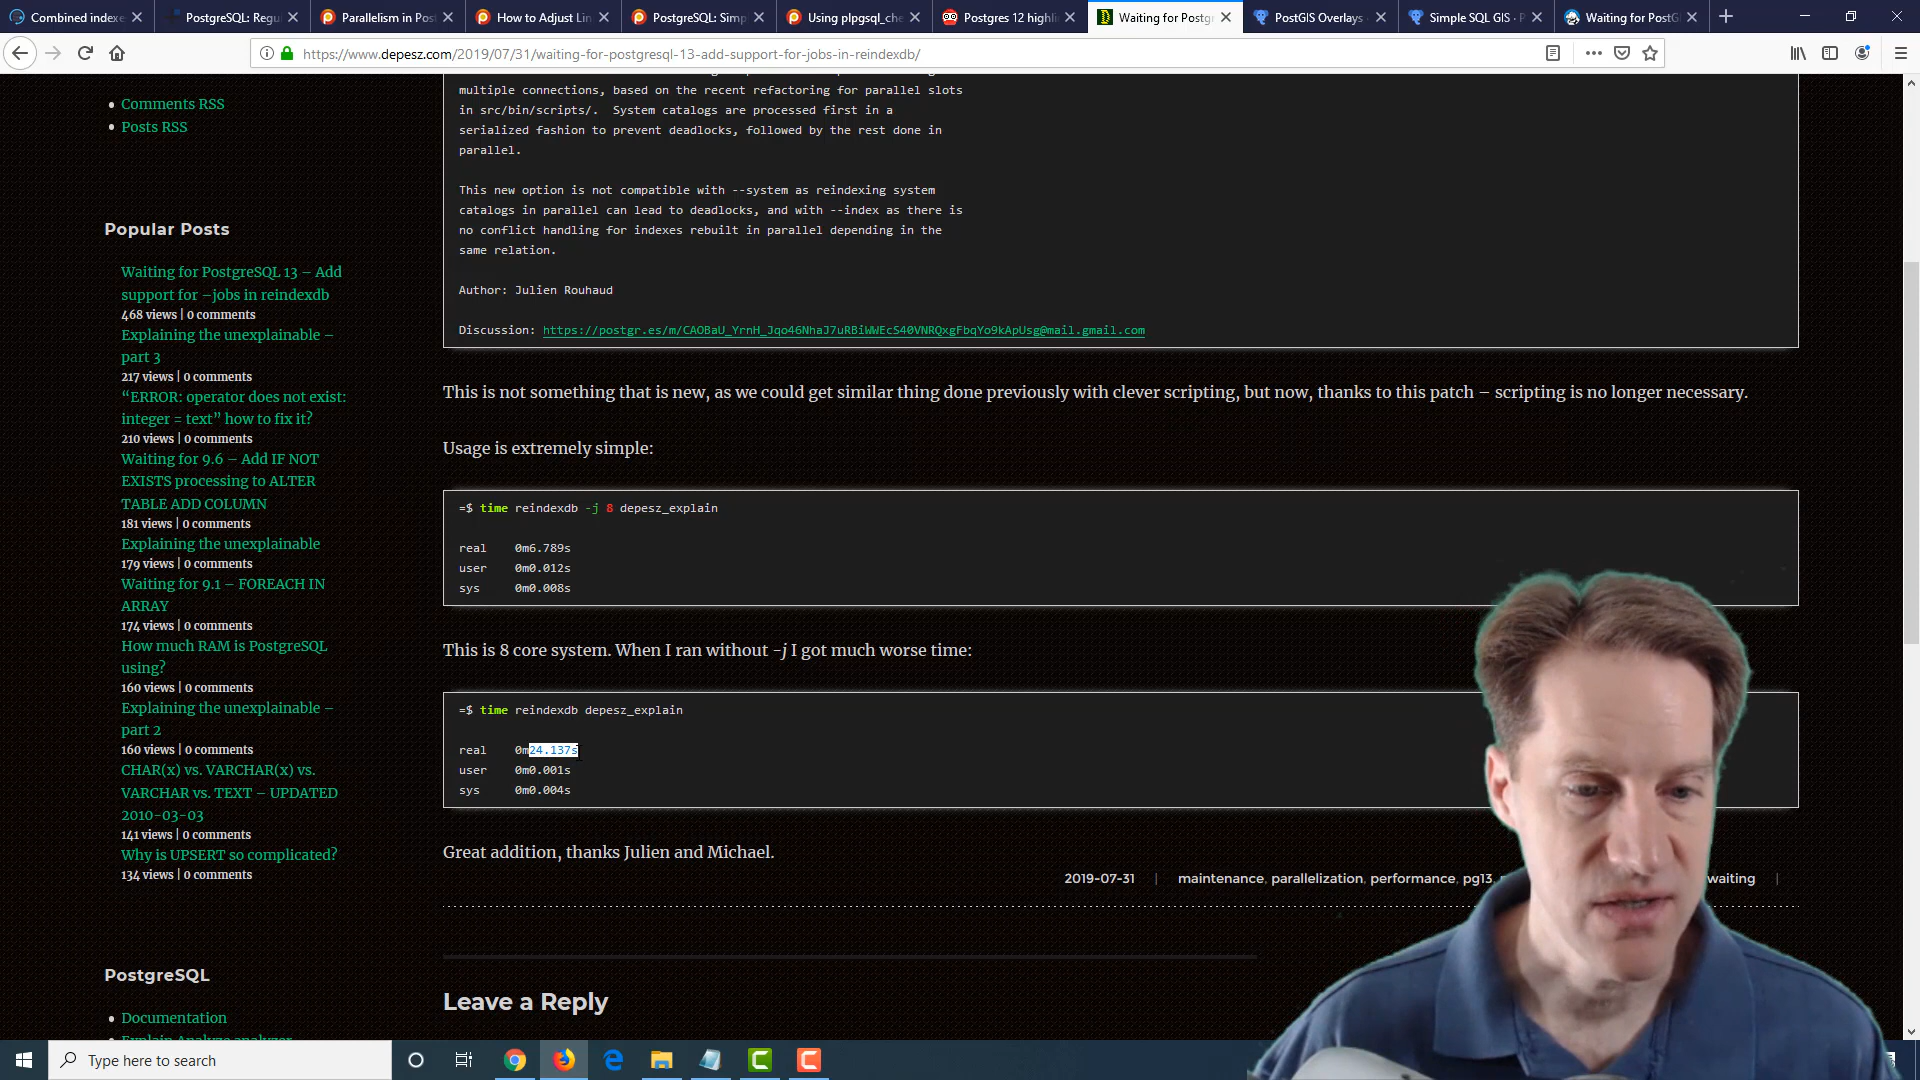 Combined indexe
PostgreSQL: Regu
Parallelism in Pos
How to Adjust Lin
PostgreSQL: Simp
Using plpgsql_che
Postgres 12 highli
Waiting for Postgr
PostGIS Overlays
Simple SQL GIS · P
Waiting for PostG
https://www.depesz.com/2019/07/31/waiting-for-postgresql-13-add-support-for-jobs-in-reindexdb/
Comments RSS
Posts RSS
Popular Posts
Waiting for PostgreSQL 13 – Add
support for –jobs in reindexdb
468 views | 0 comments
Explaining the unexplainable –
part 3
217 views | 0 comments
“ERROR: operator does not exist:
integer = text” how to fix it?
210 views | 0 comments
Waiting for 9.6 – Add IF NOT
EXISTS processing to ALTER
TABLE ADD COLUMN
181 views | 0 comments
Explaining the unexplainable
179 views | 0 comments
Waiting for 9.1 – FOREACH IN
ARRAY
174 views | 0 comments
How much RAM is PostgreSQL
using?
160 views | 0 comments
Explaining the unexplainable –
part 2
160 views | 0 comments
CHAR(x) vs. VARCHAR(x) vs.
VARCHAR vs. TEXT – UPDATED
2010-03-03
141 views | 0 comments
Why is UPSERT so complicated?
134 views | 0 comments
PostgreSQL
Documentation
multiple connections, based on the recent refactoring for parallel slots
in src/bin/scripts/.  System catalogs are processed first in a
serialized fashion to prevent deadlocks, followed by the rest done in
parallel.
This new option is not compatible with --system as reindexing system
catalogs in parallel can lead to deadlocks, and with --index as there is
no conflict handling for indexes rebuilt in parallel depending in the
same relation.
Author: Julien Rouhaud
Discussion: https://postgr.es/m/CAOBaU_YrnH_Jqo46NhaJ7uRBiWWEcS40VNRQxgFbqYo9kApUsg@mail.gmail.com
This is not something that is new, as we could get similar thing done previously with clever scripting, but now, thanks to this patch – scripting is no longer necessary.
Usage is extremely simple:
=$ time reindexdb -j 8 depesz_explain
real    0m6.789s
user    0m0.012s
sys     0m0.008s
This is 8 core system. When I ran without -j I got much worse time:
=$ time reindexdb depesz_explain
real    0m24.137s
user    0m0.001s
sys     0m0.004s
Great addition, thanks Julien and Michael.
2019-07-31 | maintenance, parallelization, performance, pg13, waiting |
Leave a Reply
Type here to search